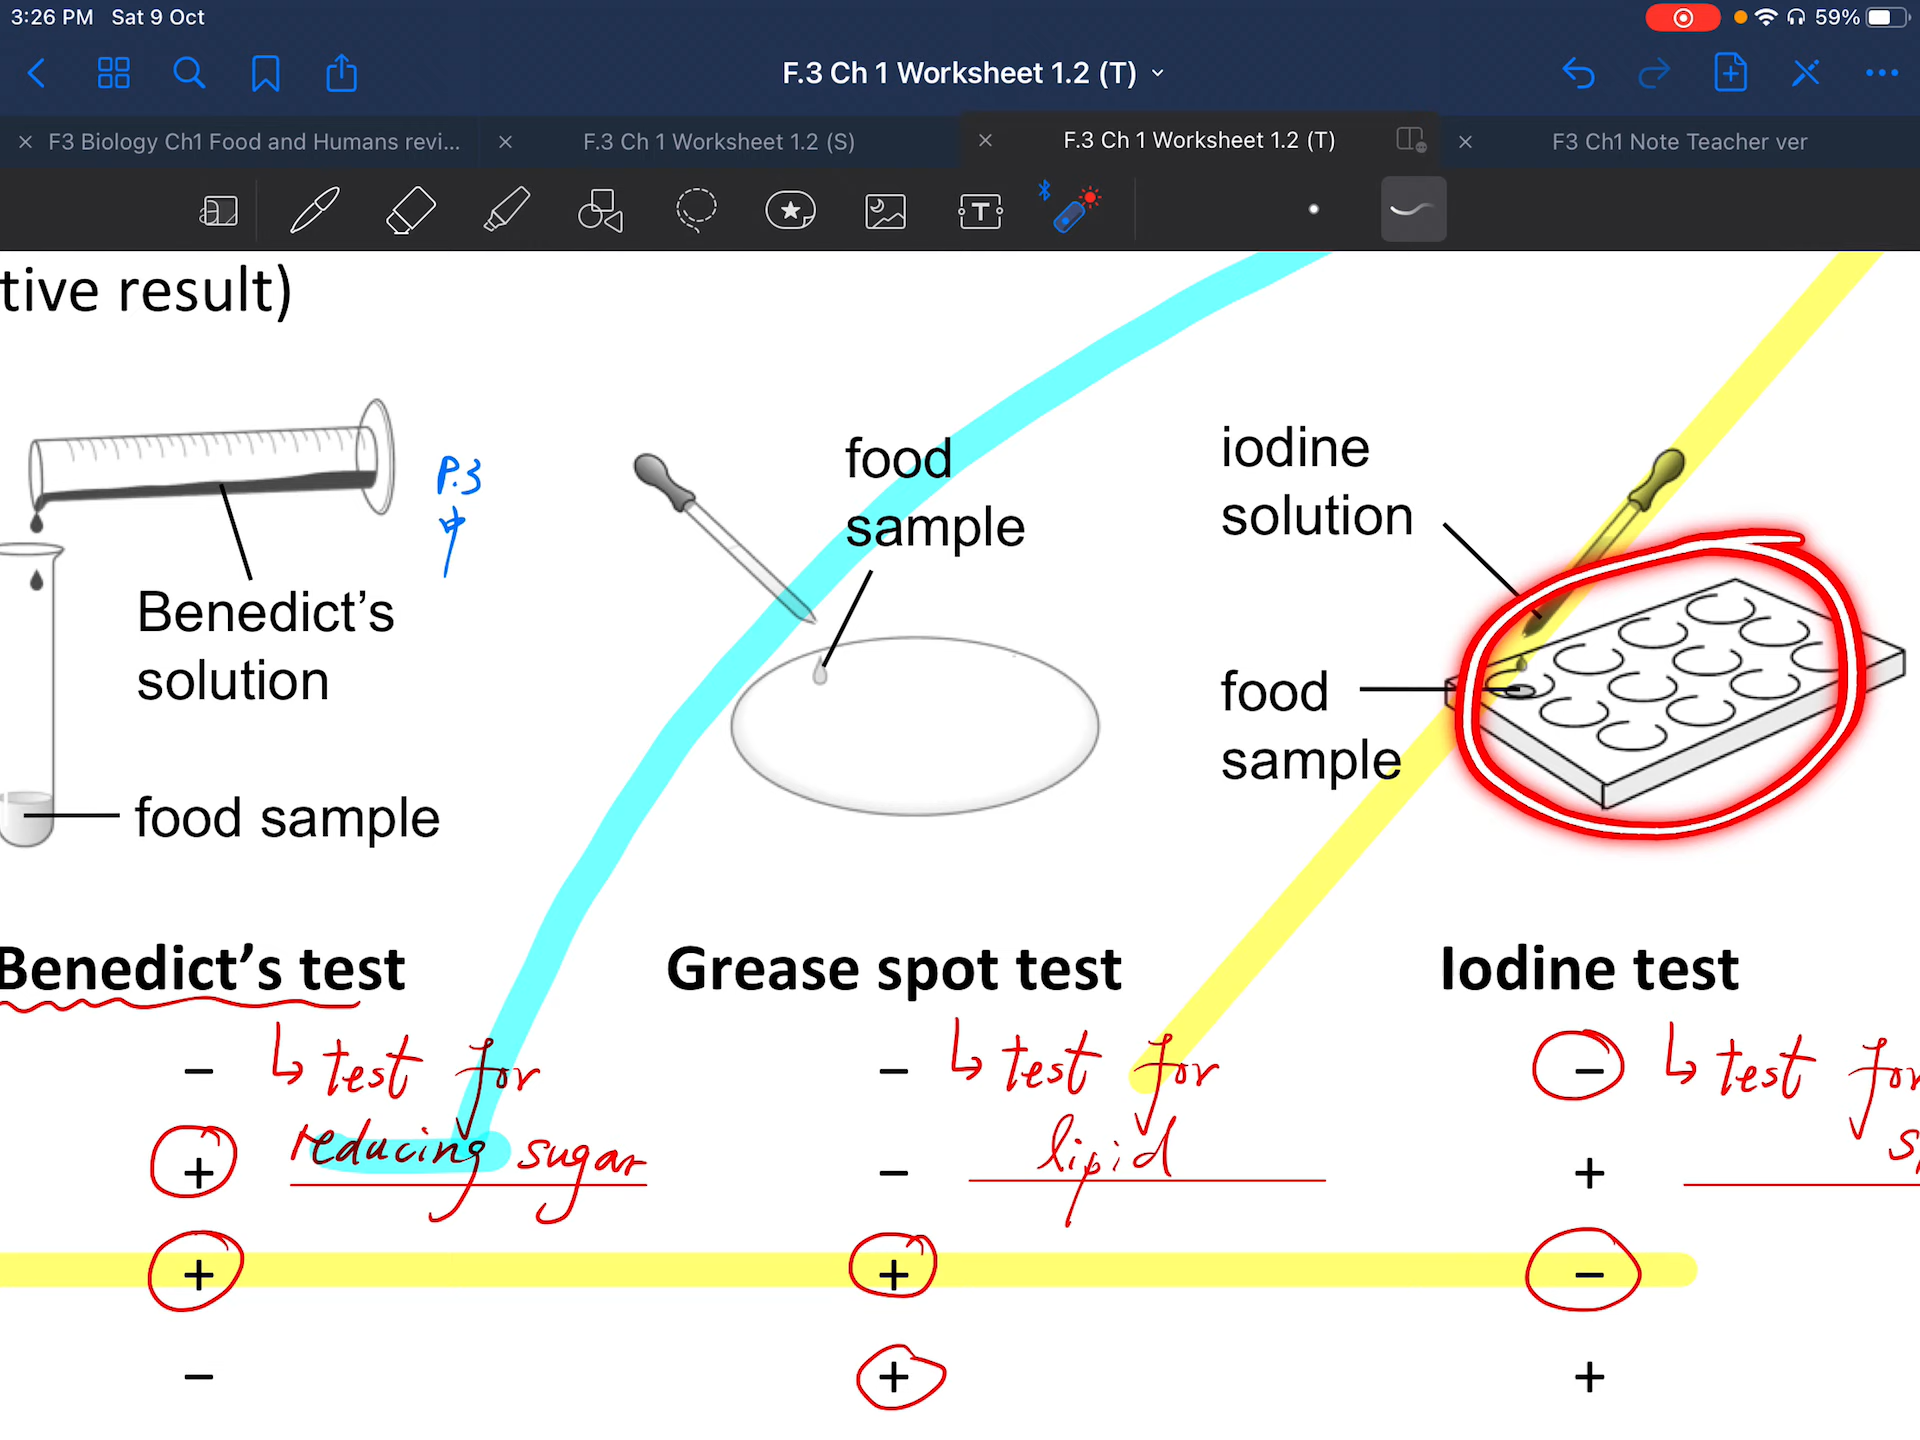 3:26 PM Sat 9 Oct
59%
F.3 Ch 1 Worksheet 1.2 (T)
F3 Biology Ch1 Food and Humans revi...
F.3 Ch 1 Worksheet 1.2 (S)
F.3 Ch 1 Worksheet 1.2 (T)
F3 Ch1 Note Teacher ver
tive result)
P.3
Benedict's
solution
food sample
food
sample
iodine
solution
food
sample
Benedict's test
Grease spot test
Iodine test
− ↳ test for
− ↳ test for
− ↳ test for
+ reducing sugar
− lipid
+
+ + −
− + +